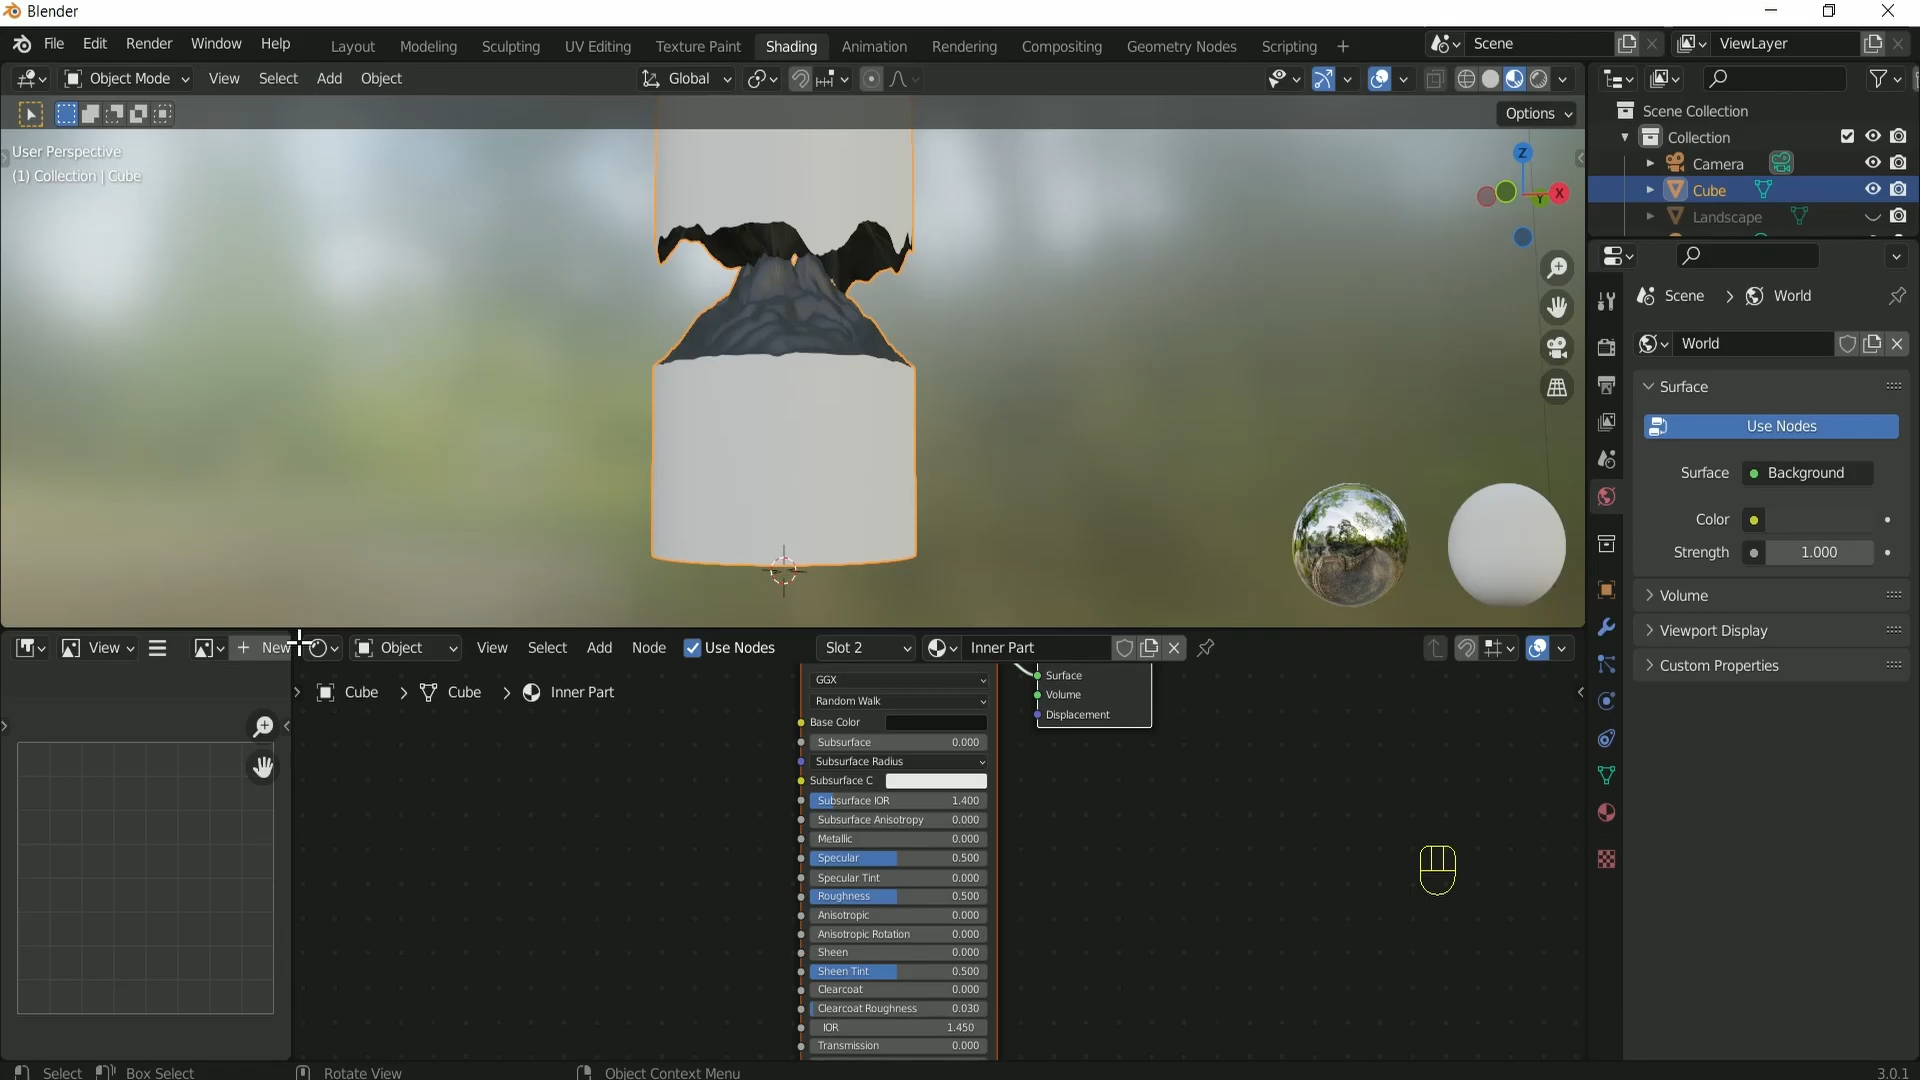 Blender
File Edit Render Window Help Layout Modeling Sculpting UV Editing Texture Paint Shading Animation Rendering Compositing Geometry Nodes Scripting + Scene ViewLayer
Object Mode View Select Add Object Global
Options
User Perspective
(1) Collection | Cube
Z
X
Y
Scene Collection
Collection
Camera
Cube
Landscape
Scene > World
World
Surface
Use Nodes
Surface Background
Color
Strength 1.000
Volume
Viewport Display
Custom Properties
View + New Object View Select Add Node Use Nodes Slot 2 Inner Part
Cube > Cube > Inner Part
GGX
Random Walk
Base Color
Subsurface 0.000
Subsurface Radius
Subsurface C
Subsurface IOR 1.400
Subsurface Anisotropy 0.000
Metallic 0.000
Specular 0.500
Specular Tint 0.000
Roughness 0.500
Anisotropic 0.000
Anisotropic Rotation 0.000
Sheen 0.000
Sheen Tint 0.500
Clearcoat 0.000
Clearcoat Roughness 0.030
IOR 1.450
Transmission 0.000
Surface
Volume
Displacement
Select Box Select Rotate View Object Context Menu 3.0.1